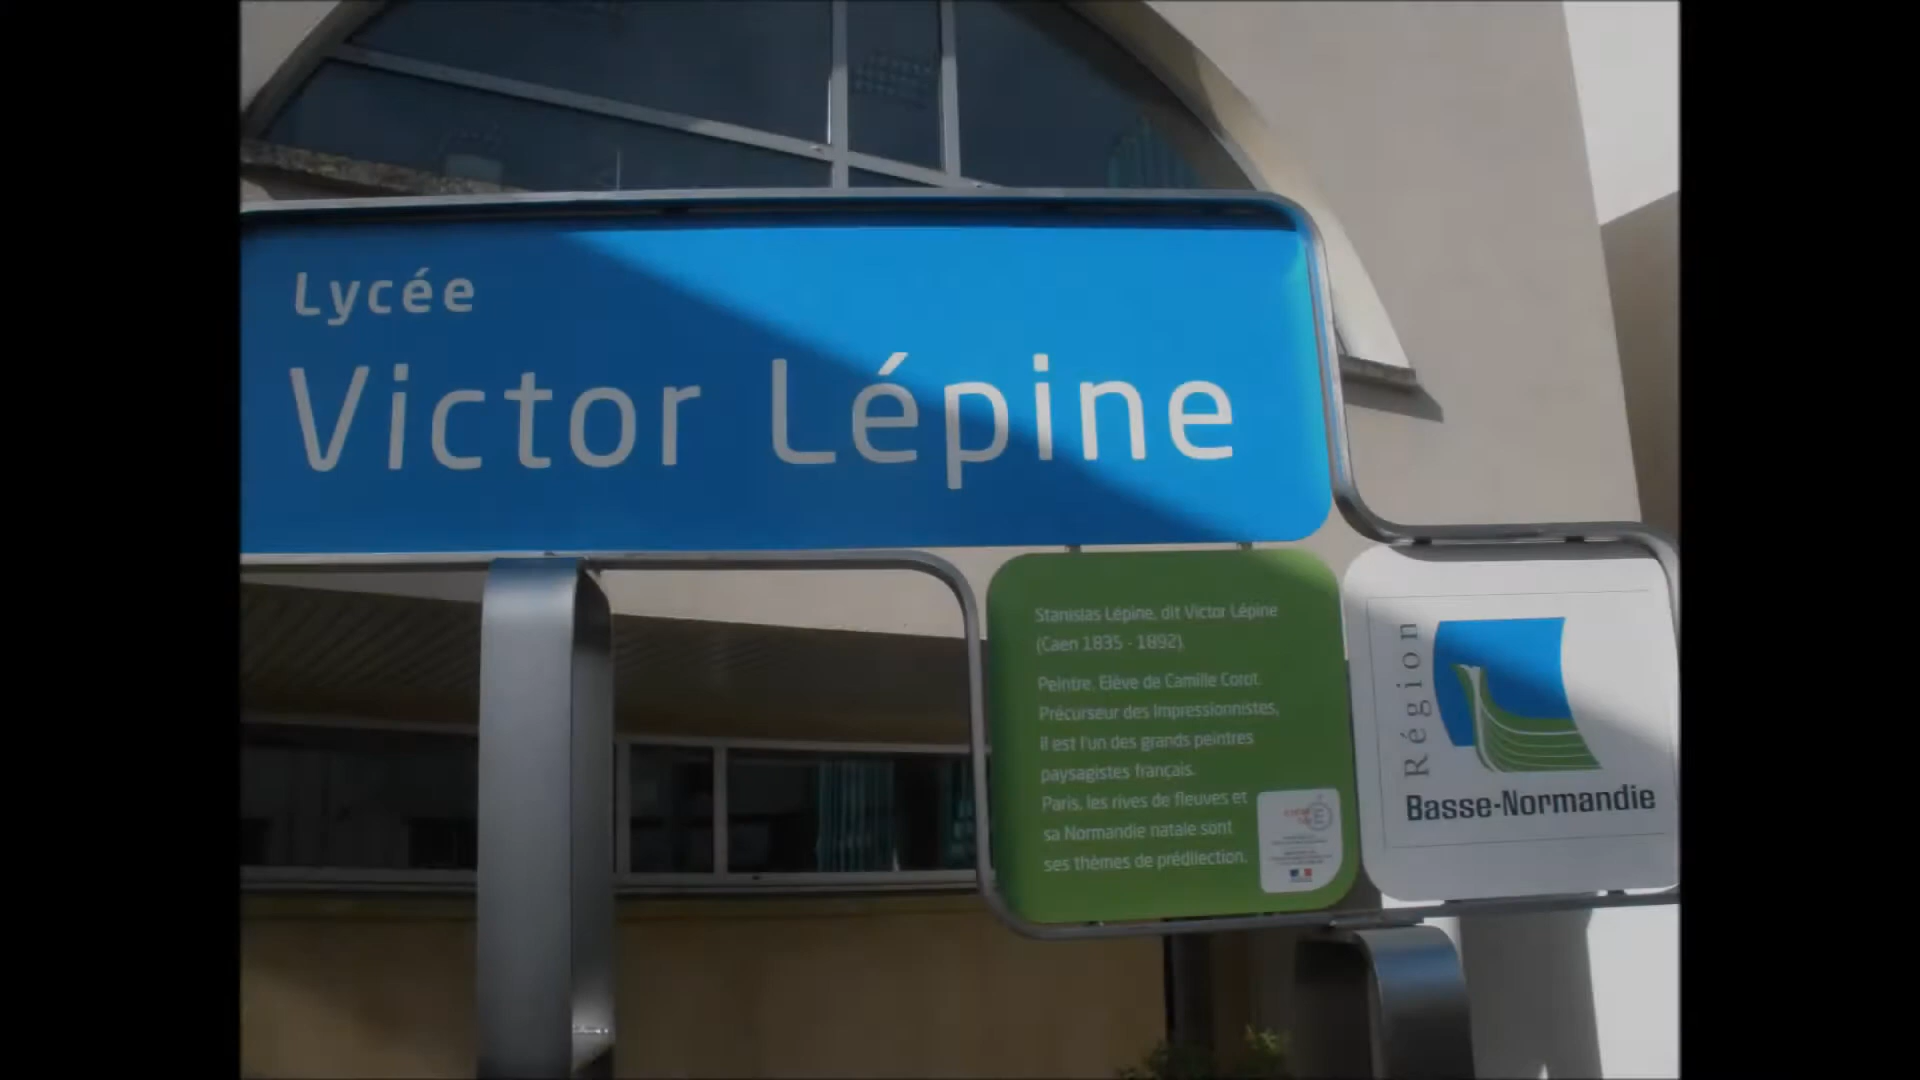 Lycée
Victor Lépine
Stanislas Lépine, dit Victor Lépine
(Caen 1835 - 1892).
Peintre. Elève de Camille Corot.
Précurseur des Impressionnistes,
il est l'un des grands peintres
paysagistes français.
Paris, les rives de fleuves et
sa Normandie natale sont
ses thèmes de prédilection.
Région
Basse-Normandie